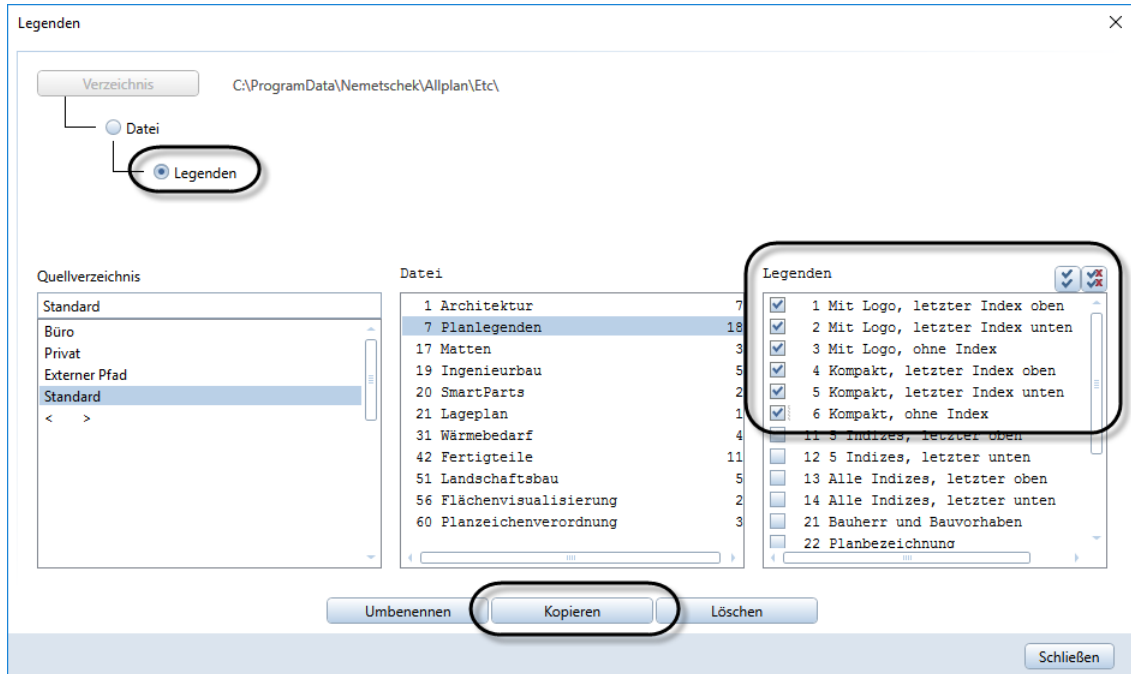 Legenden
Verzeichnis C:\ProgramData\Nemetschek\Allplan\Etc\
Datei
Legenden
Quellverzeichnis
Standard
Büro
Privat
Externer Pfad
Standard
< >
Datei
1 Architektur 7
7 Planlegenden 18
17 Matten 3
19 Ingenieurbau 5
20 SmartParts 2
21 Lageplan 1
31 Wärmebedarf 4
42 Fertigteile 11
51 Landschaftsbau 5
56 Flächenvisualisierung 2
60 Planzeichenverordnung 3
Legenden
1 Mit Logo, letzter Index oben
2 Mit Logo, letzter Index unten
3 Mit Logo, ohne Index
4 Kompakt, letzter Index oben
5 Kompakt, letzter Index unten
6 Kompakt, ohne Index
11 5 Indizes, letzter oben
12 5 Indizes, letzter unten
13 Alle Indizes, letzter oben
14 Alle Indizes, letzter unten
21 Bauherr und Bauvorhaben
22 Planbezeichnung
Umbenennen Kopieren Löschen
Schließen